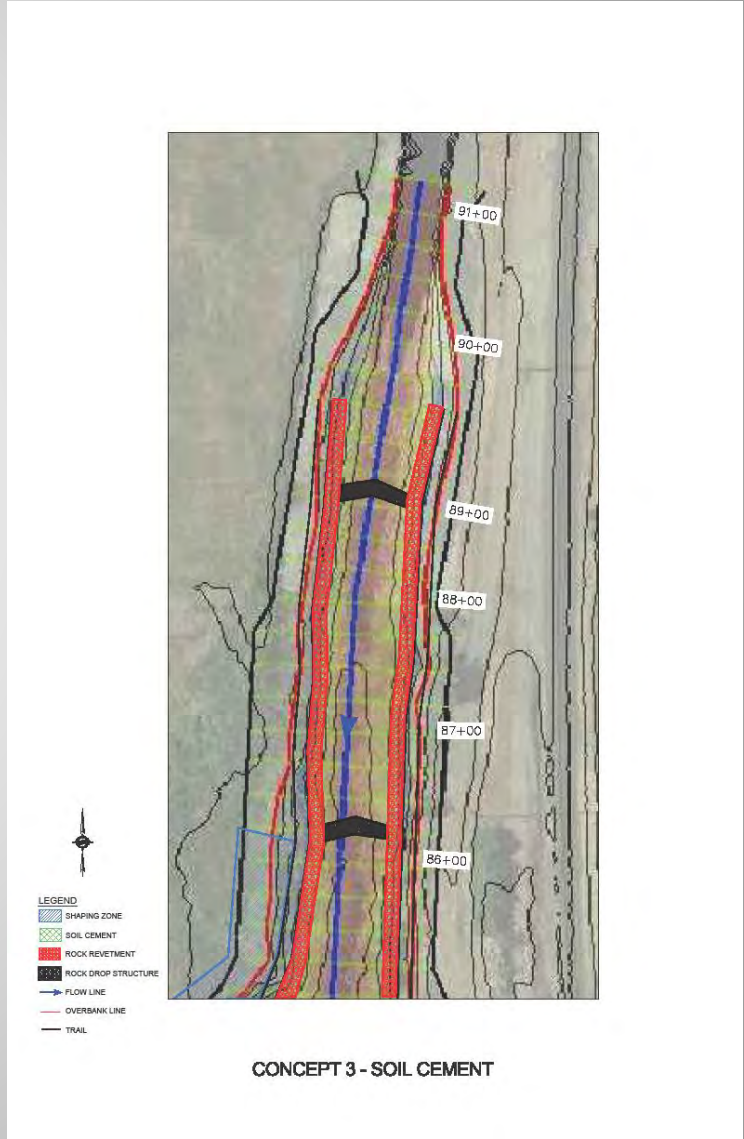 91+00
90+00
89+00
88+00
87+00
86+00
LEGEND
SHAPING ZONE
SOIL CEMENT
ROCK REVETMENT
ROCK DROP STRUCTURE
FLOW LINE
OVERBANK LINE
TRAIL
CONCEPT 3 - SOIL CEMENT